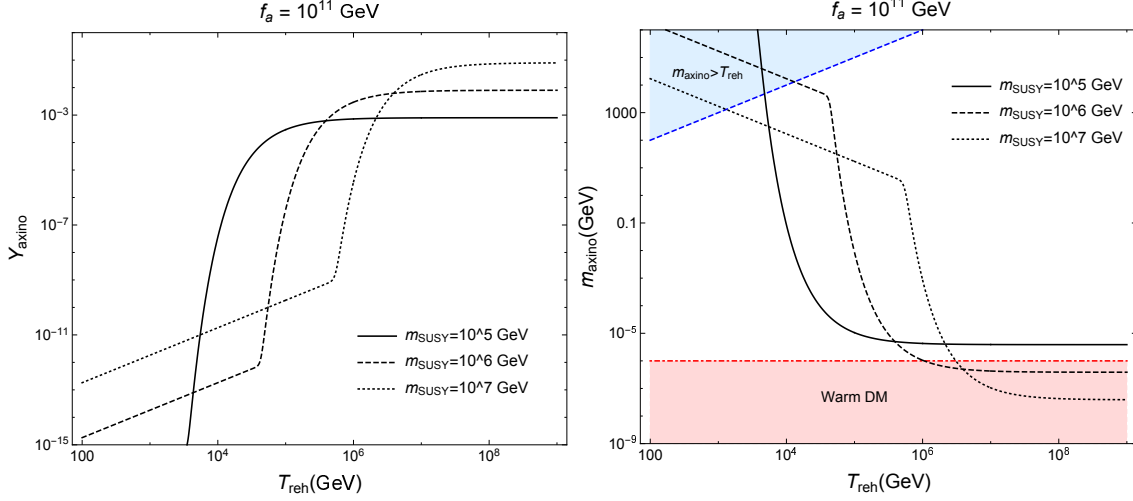 f_a = 10^11 GeV
10^-3
10^-7
10^-11
10^-15
Y_axino
m_SUSY=10^5 GeV
m_SUSY=10^6 GeV
m_SUSY=10^7 GeV
100
10^4
10^6
10^8
T_reh(GeV)
f_a = 10^11 GeV
1000
0.1
10^-5
10^-9
m_axino(GeV)
m_axino>T_reh
m_SUSY=10^5 GeV
m_SUSY=10^6 GeV
m_SUSY=10^7 GeV
Warm DM
100
10^4
10^6
10^8
T_reh(GeV)